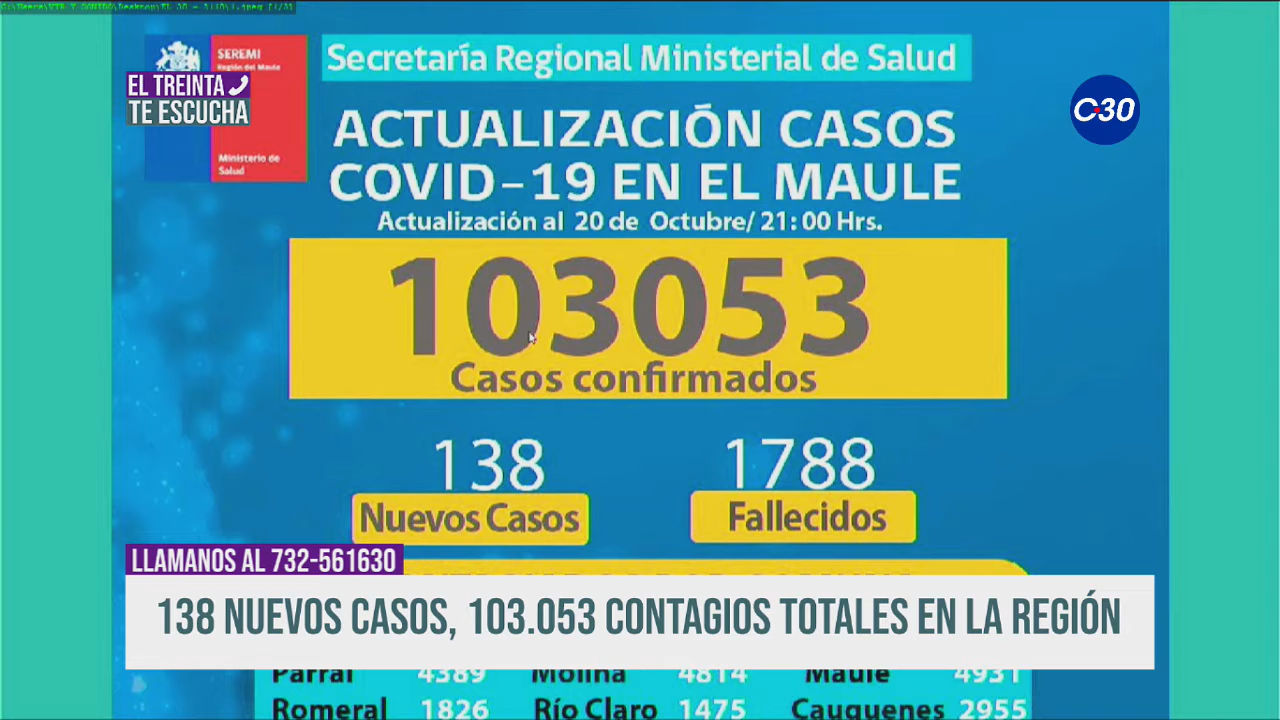 SEREMI
Región del Maule
EL TREINTA
TE ESCUCHA
Ministerio de
Salud
Secretaría Regional Ministerial de Salud
C30
ACTUALIZACIÓN CASOS
COVID-19 EN EL MAULE
Actualización al 20 de Octubre/ 21:00 Hrs.
103053
Casos confirmados
138 1788
Nuevos Casos Fallecidos
LLAMANOS AL 732-561630
138 NUEVOS CASOS, 103.053 CONTAGIOS TOTALES EN LA REGIÓN
Parral 4389 Molina 4814 Maule 4931
Romeral 1826 Río Claro 1475 Cauquenes 2955